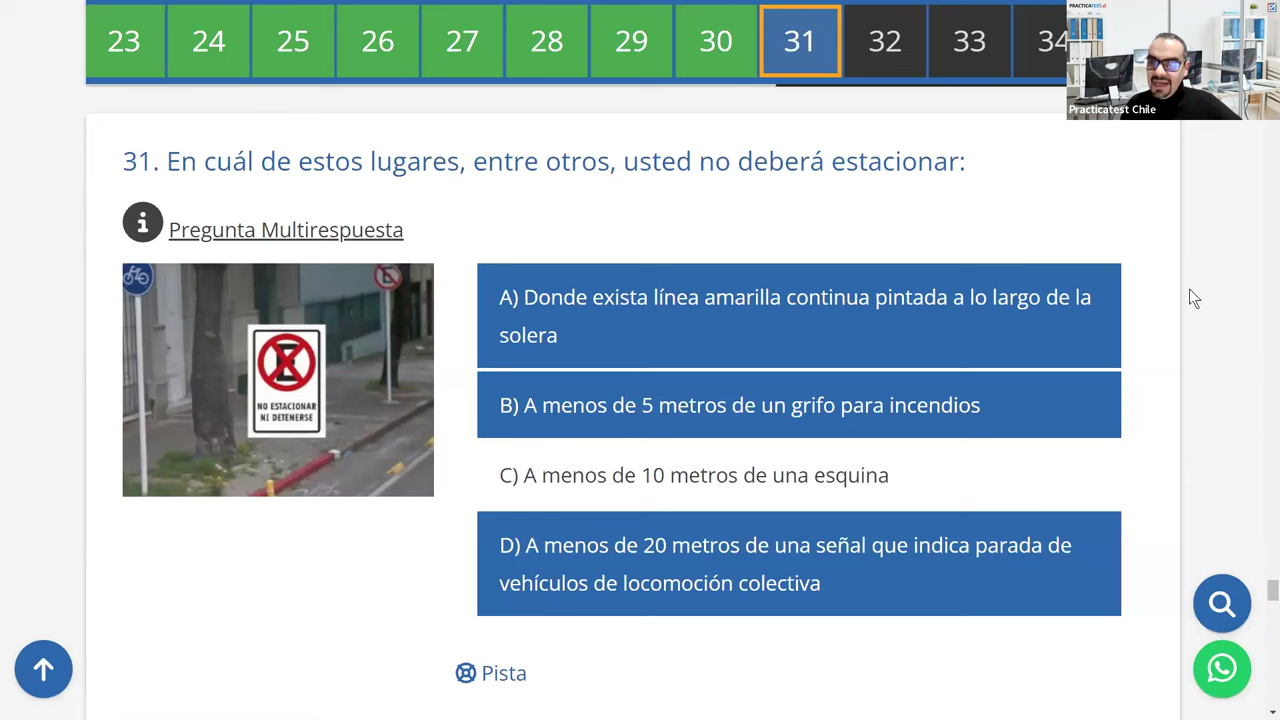 23 24 25 26 27 28 29 30 31 32 33 34
PRACTICATEST.cl
Practicatest Chile
31. En cuál de estos lugares, entre otros, usted no deberá estacionar:
i Pregunta Multirespuesta
E
NO ESTACIONAR
NI DETENERSE
A) Donde exista línea amarilla continua pintada a lo largo de la
solera
B) A menos de 5 metros de un grifo para incendios
C) A menos de 10 metros de una esquina
D) A menos de 20 metros de una señal que indica parada de
vehículos de locomoción colectiva
Pista